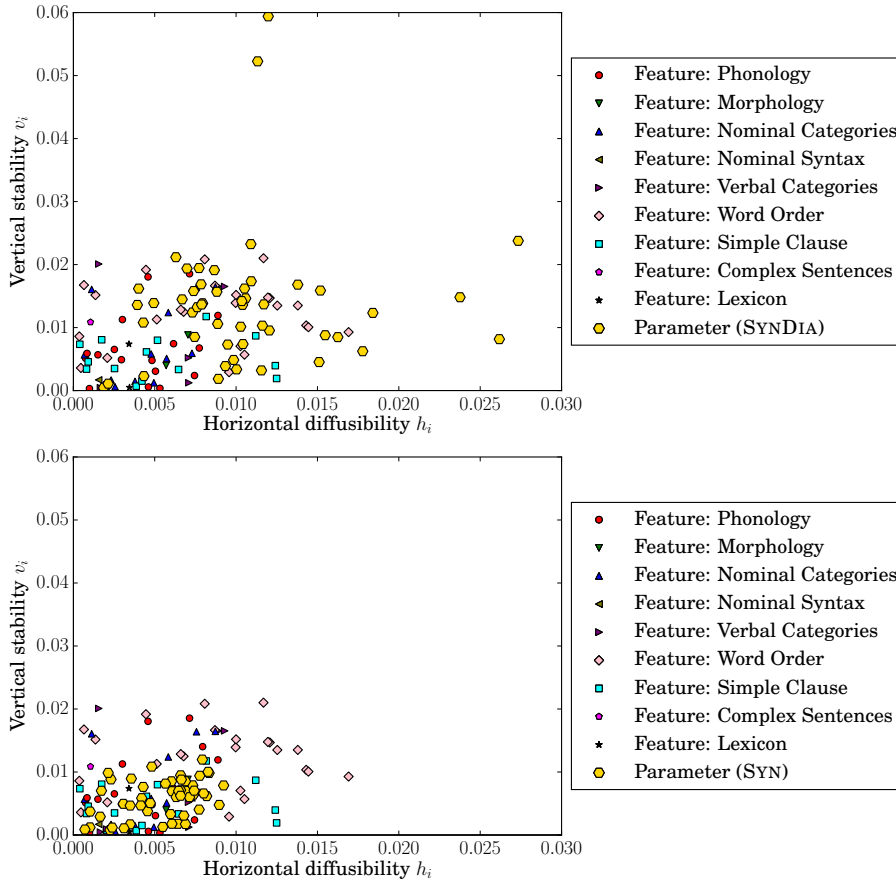 0.06
0.05
0.04
0.03
0.02
0.01
0.00
Vertical stability v_i
0.000 0.005 0.010 0.015 0.020 0.025 0.030
Horizontal diffusibility h_i
Feature: Phonology
Feature: Morphology
Feature: Nominal Categories
Feature: Nominal Syntax
Feature: Verbal Categories
Feature: Word Order
Feature: Simple Clause
Feature: Complex Sentences
Feature: Lexicon
Parameter (SYNDIA)
0.06
0.05
0.04
0.03
0.02
0.01
0.00
Vertical stability v_i
0.000 0.005 0.010 0.015 0.020 0.025 0.030
Horizontal diffusibility h_i
Feature: Phonology
Feature: Morphology
Feature: Nominal Categories
Feature: Nominal Syntax
Feature: Verbal Categories
Feature: Word Order
Feature: Simple Clause
Feature: Complex Sentences
Feature: Lexicon
Parameter (SYN)